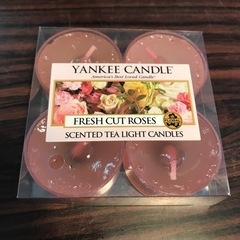 YANKEE CANDLE
America's Best Loved Candle
FRESH CUT ROSES
SCENTED TEA LIGHT CANDLES